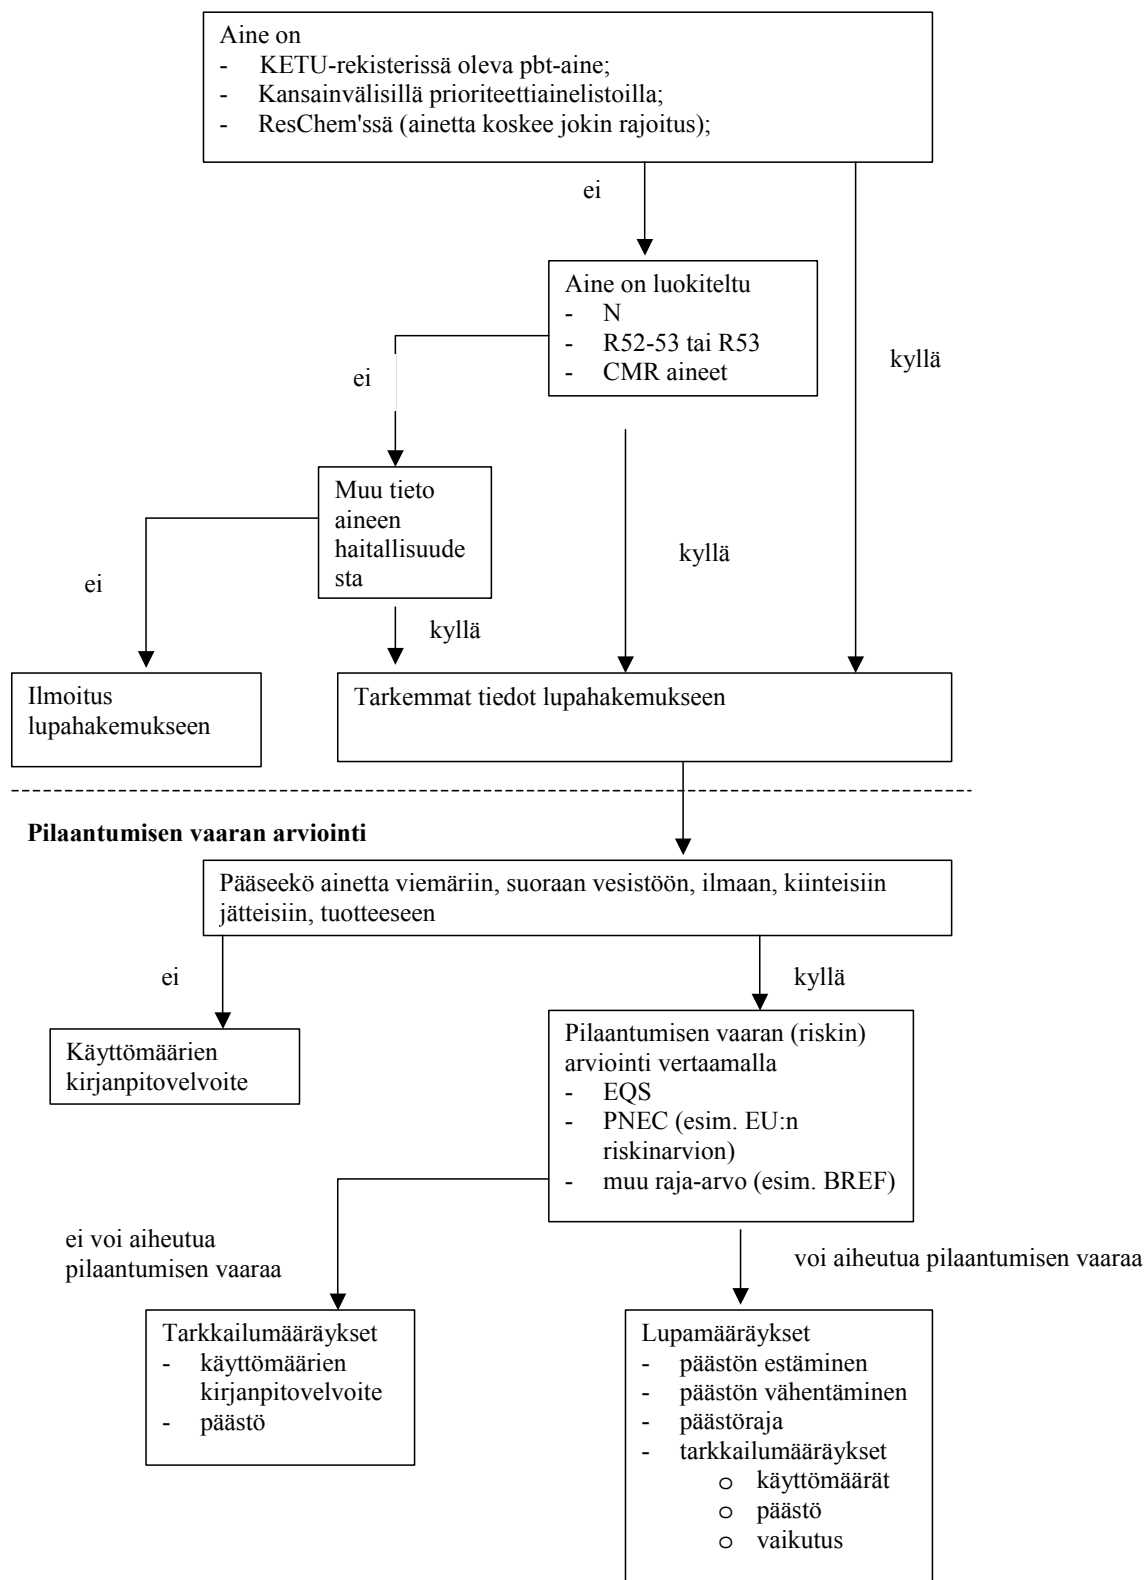 Aine on
- KETU-rekisterissä oleva pbt-aine;
- Kansainvälisillä prioriteettiainelistoilla;
- ResChem'ssä (ainetta koskee jokin rajoitus);
ei
Aine on luokiteltu
- N
- R52-53 tai R53
- CMR aineet
kyllä
ei
Muu tieto
aineen
haitallisuude
sta
kyllä
ei
kyllä
Ilmoitus
lupahakemukseen
Tarkemmat tiedot lupahakemukseen
Pilaantumisen vaaran arviointi
Pääseekö ainetta viemäriin, suoraan vesistöön, ilmaan, kiinteisiin
jätteisiin, tuotteeseen
ei
kyllä
Käyttömäärien
kirjanpitovelvoite
Pilaantumisen vaaran (riskin)
arviointi vertaamalla
- EQS
- PNEC (esim. EU:n
riskinarvion)
- muu raja-arvo (esim. BREF)
ei voi aiheutua
pilaantumisen vaaraa
voi aiheutua pilaantumisen vaaraa
Tarkkailumääräykset
- käyttömäärien
kirjanpitovelvoite
- päästö
Lupamääräykset
- päästön estäminen
- päästön vähentäminen
- päästöraja
- tarkkailumääräykset
o käyttömäärät
o päästö
o vaikutus